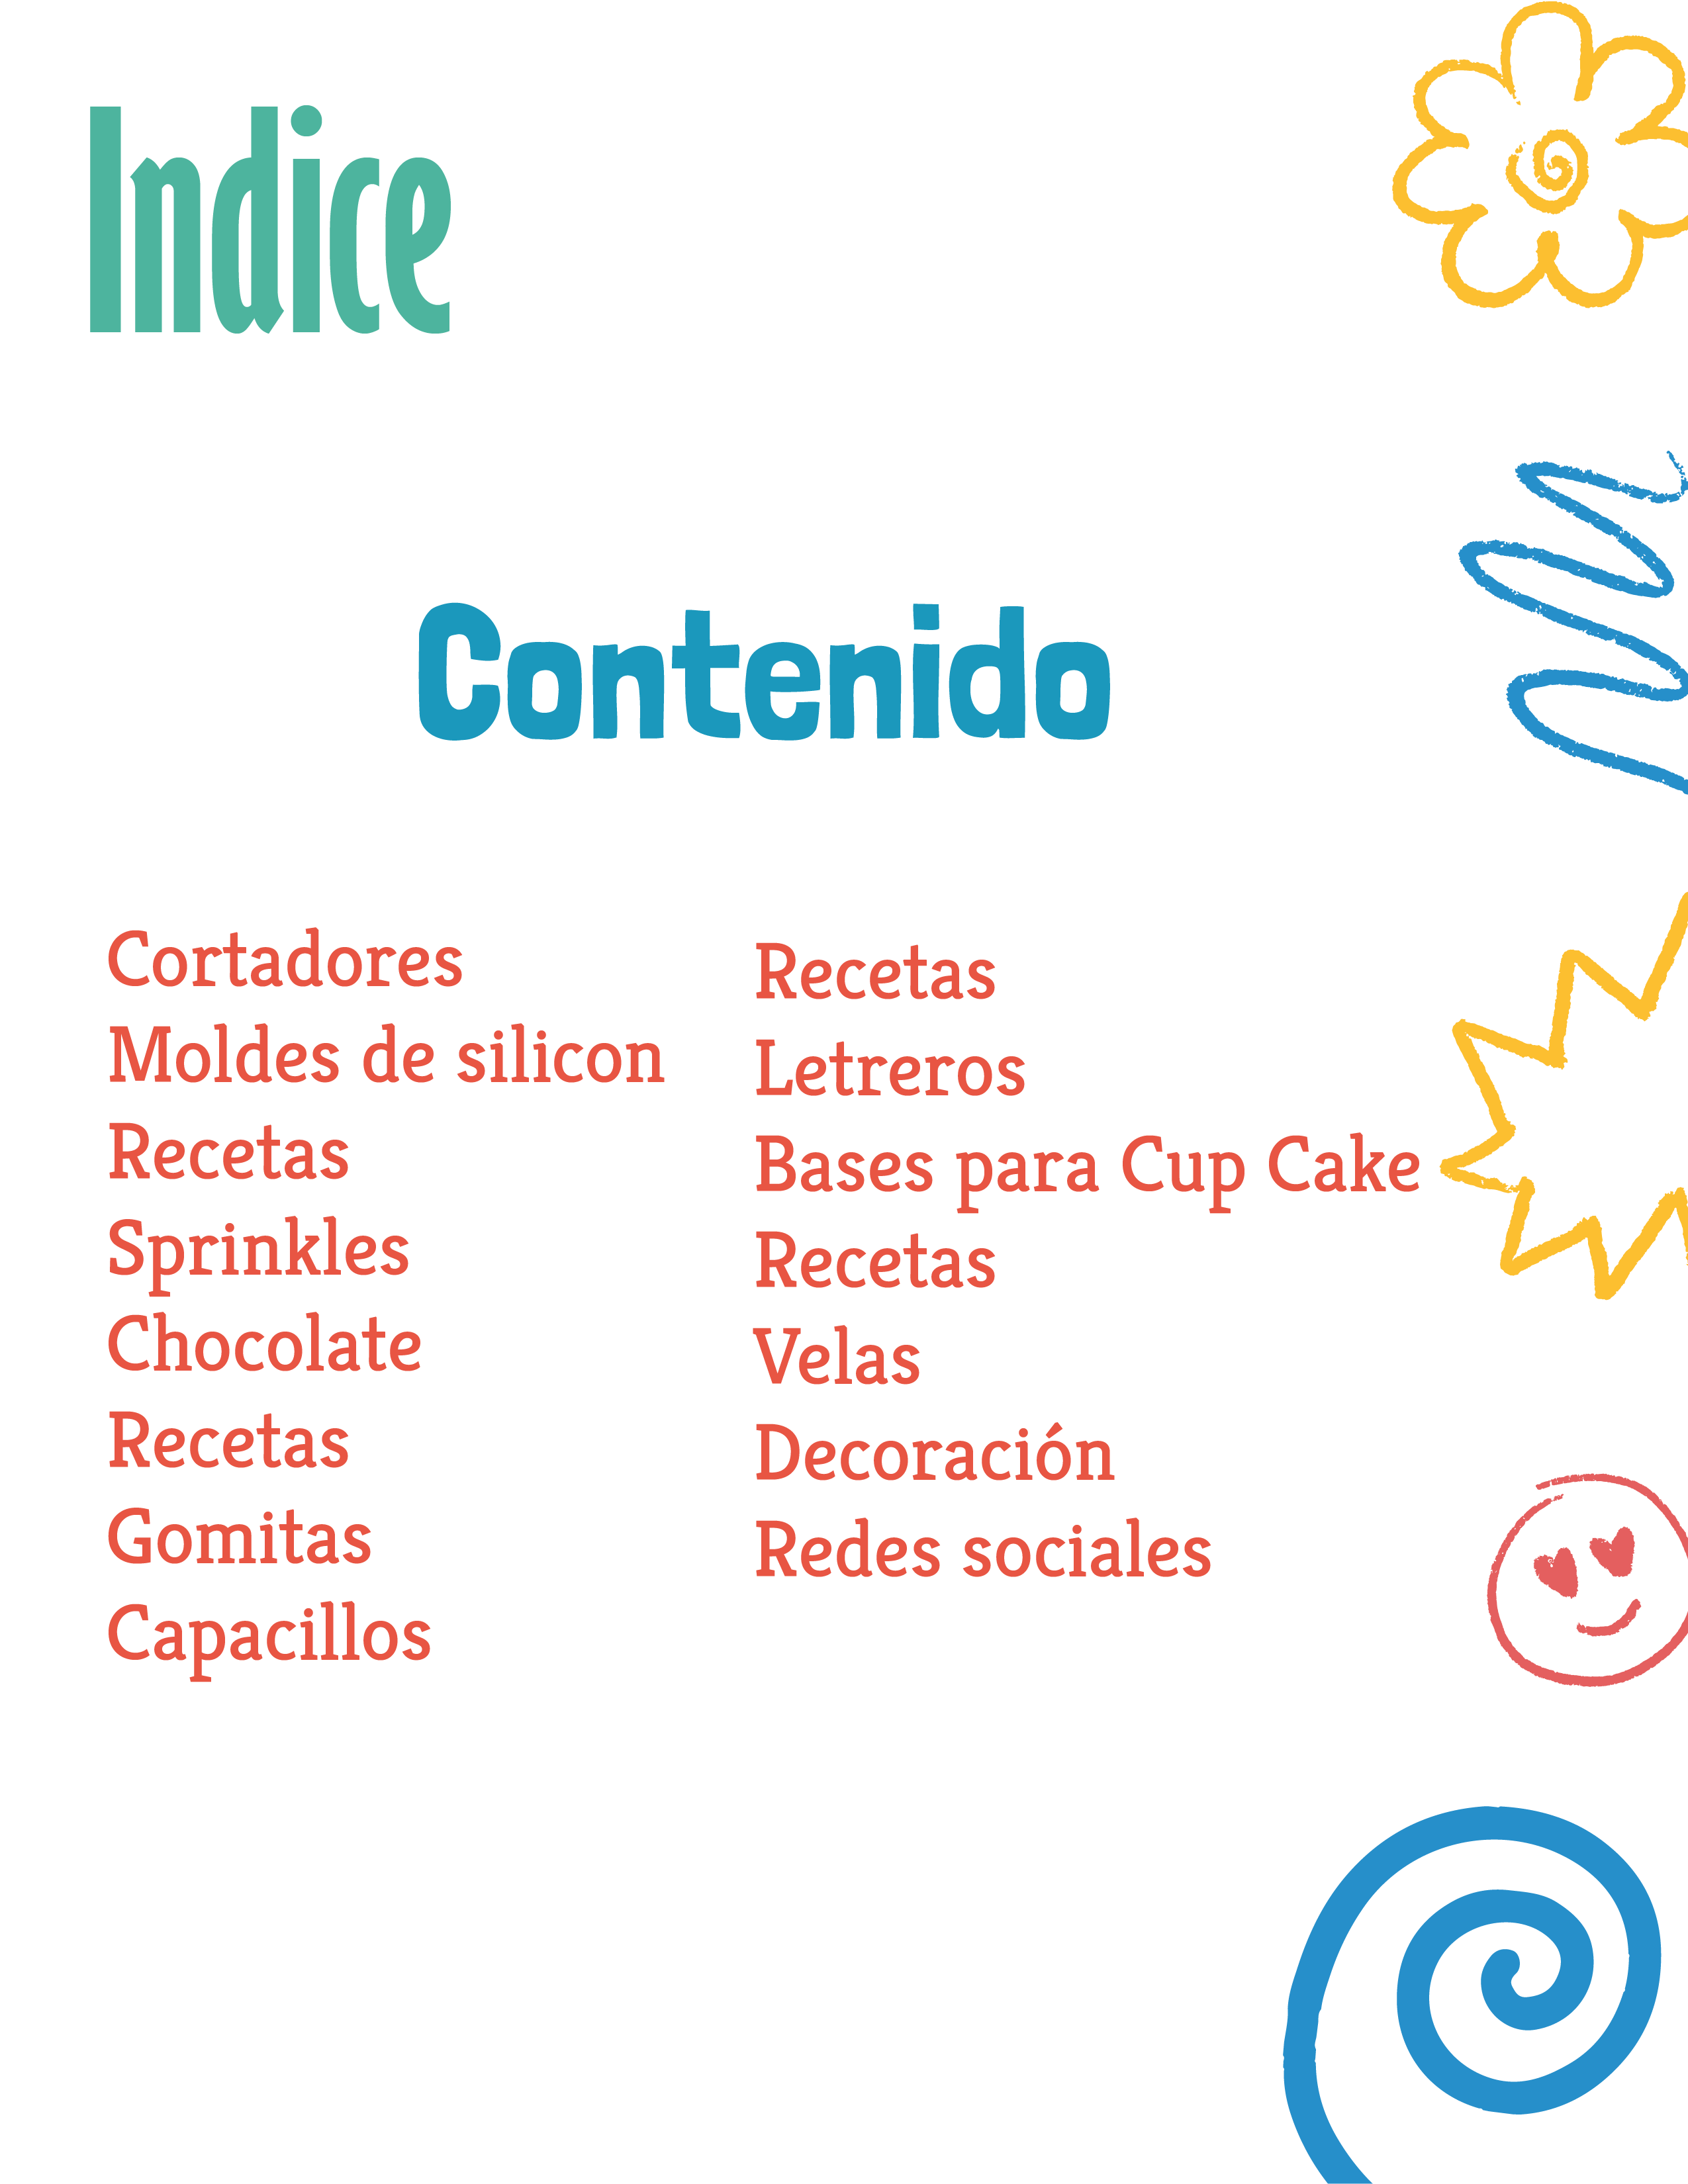 Indice
Contenido
Cortadores
Moldes de silicon
Recetas
Sprinkles
Chocolate
Recetas
Gomitas
Capacillos
Recetas
Letreros
Bases para Cup Cake
Recetas
Velas
Decoración
Redes sociales